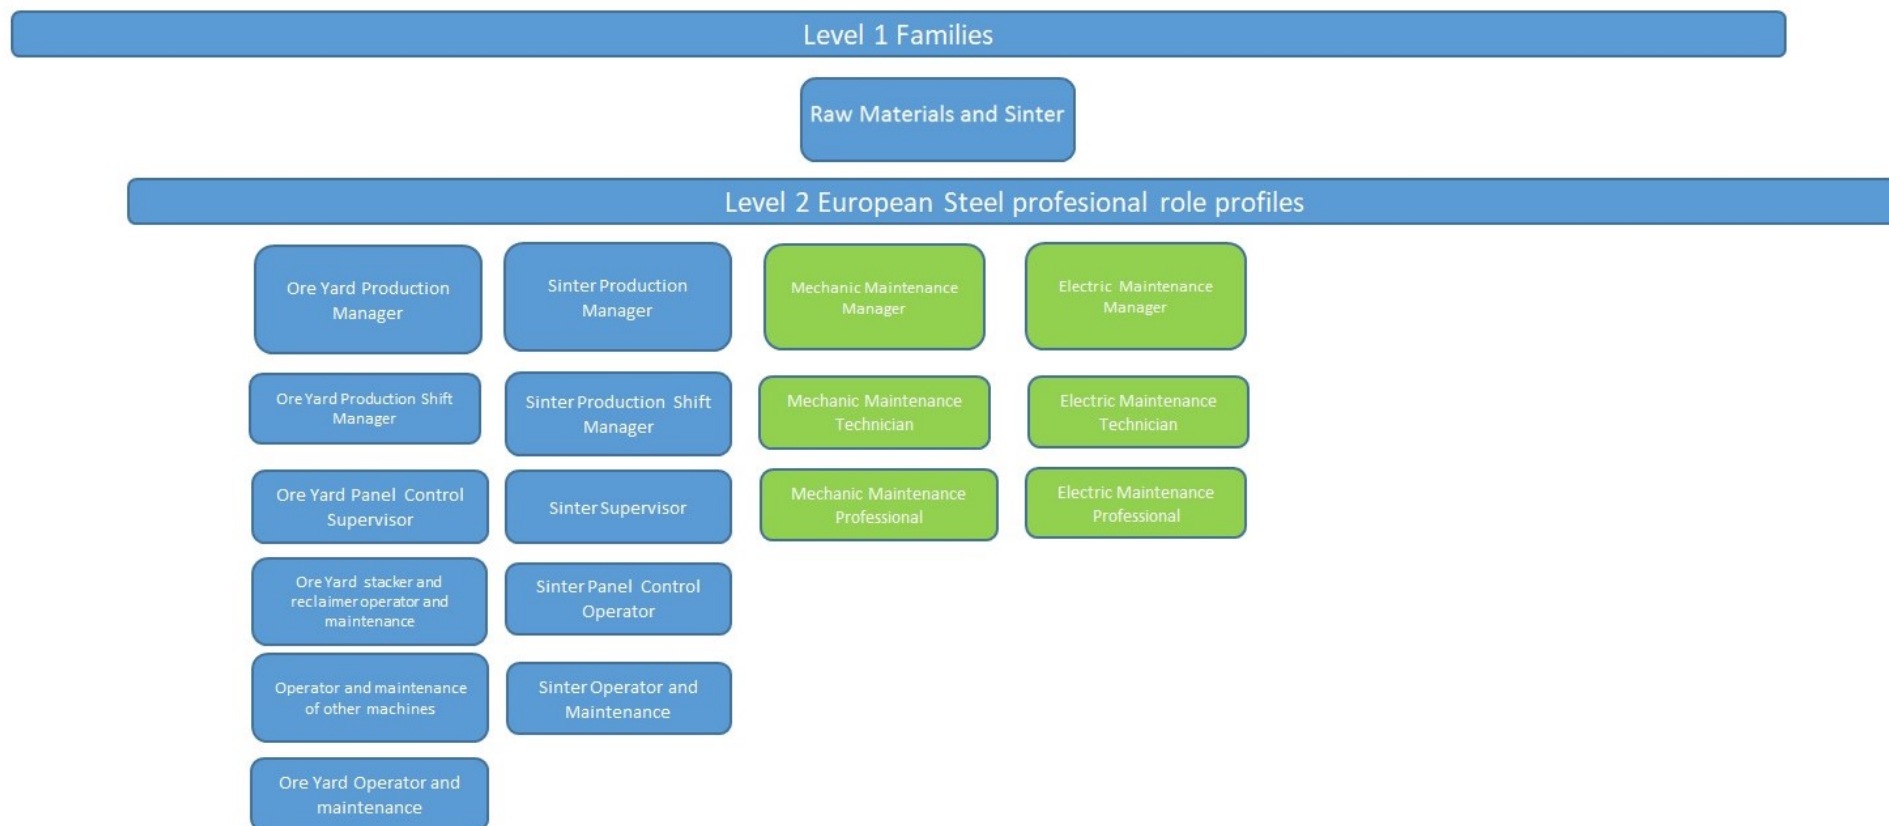 Level 1 Families
Raw Materials and Sinter
Level 2 European Steel profesional role profiles
Ore Yard Production
Manager
Sinter Production
Manager
Mechanic Maintenance
Manager
Electric Maintenance
Manager
Ore Yard Production Shift
Manager
Sinter Production Shift
Manager
Mechanic Maintenance
Technician
Electric Maintenance
Technician
Ore Yard Panel Control
Supervisor
Sinter Supervisor
Mechanic Maintenance
Professional
Electric Maintenance
Professional
Ore Yard stacker and
reclaimer operator and
maintenance
Sinter Panel Control
Operator
Operator and maintenance
of other machines
Sinter Operator and
Maintenance
Ore Yard Operator and
maintenance